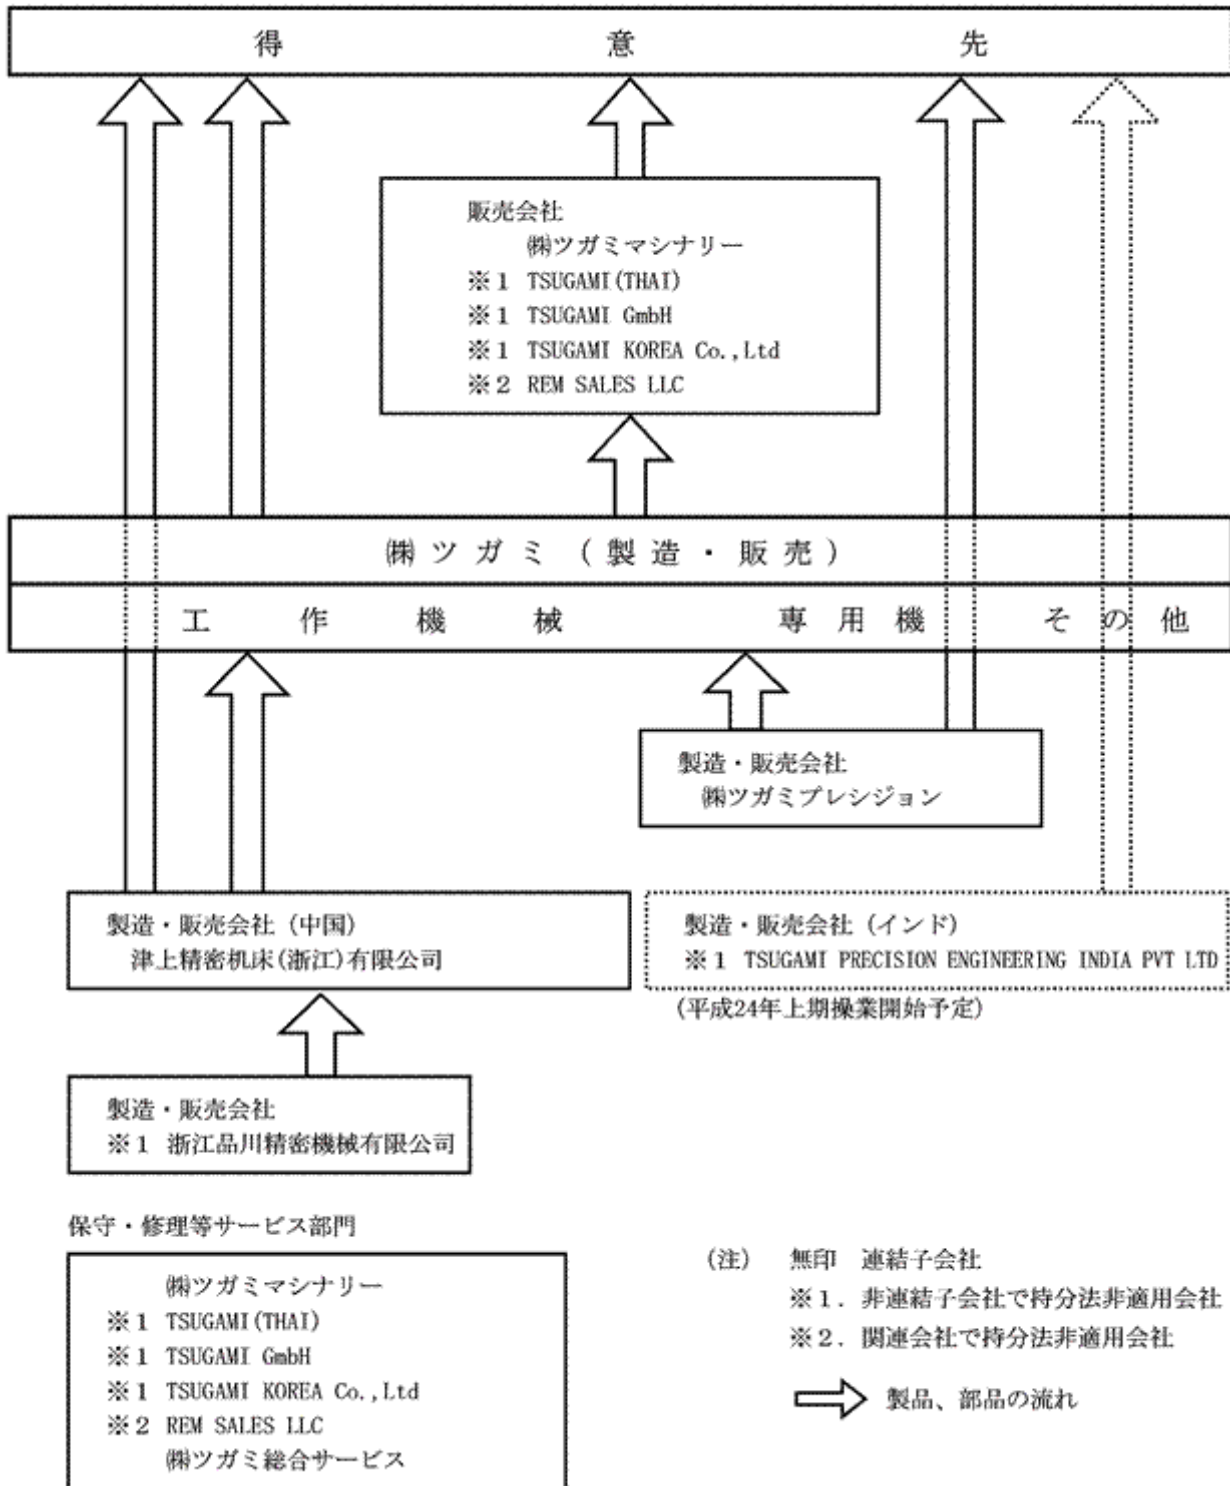 得意先
販売会社
㈱ツガミマシナリー
※1 TSUGAMI(THAI)
※1 TSUGAMI GmbH
※1 TSUGAMI KOREA Co.,Ltd
※2 REM SALES LLC
㈱ツガミ(製造・販売)
工作機械 専用機 その他
製造・販売会社
㈱ツガミプレシジョン
製造・販売会社(中国)
津上精密机床(浙江)有限公司
製造・販売会社(インド)
※1 TSUGAMI PRECISION ENGINEERING INDIA PVT LTD
(平成24年上期操業開始予定)
製造・販売会社
※1 浙江品川精密機械有限公司
保守・修理等サービス部門
㈱ツガミマシナリー
※1 TSUGAMI(THAI)
※1 TSUGAMI GmbH
※1 TSUGAMI KOREA Co.,Ltd
※2 REM SALES LLC
㈱ツガミ総合サービス
(注) 無印 連結子会社
※1.非連結子会社で持分法非適用会社
※2.関連会社で持分法非適用会社
製品、部品の流れ